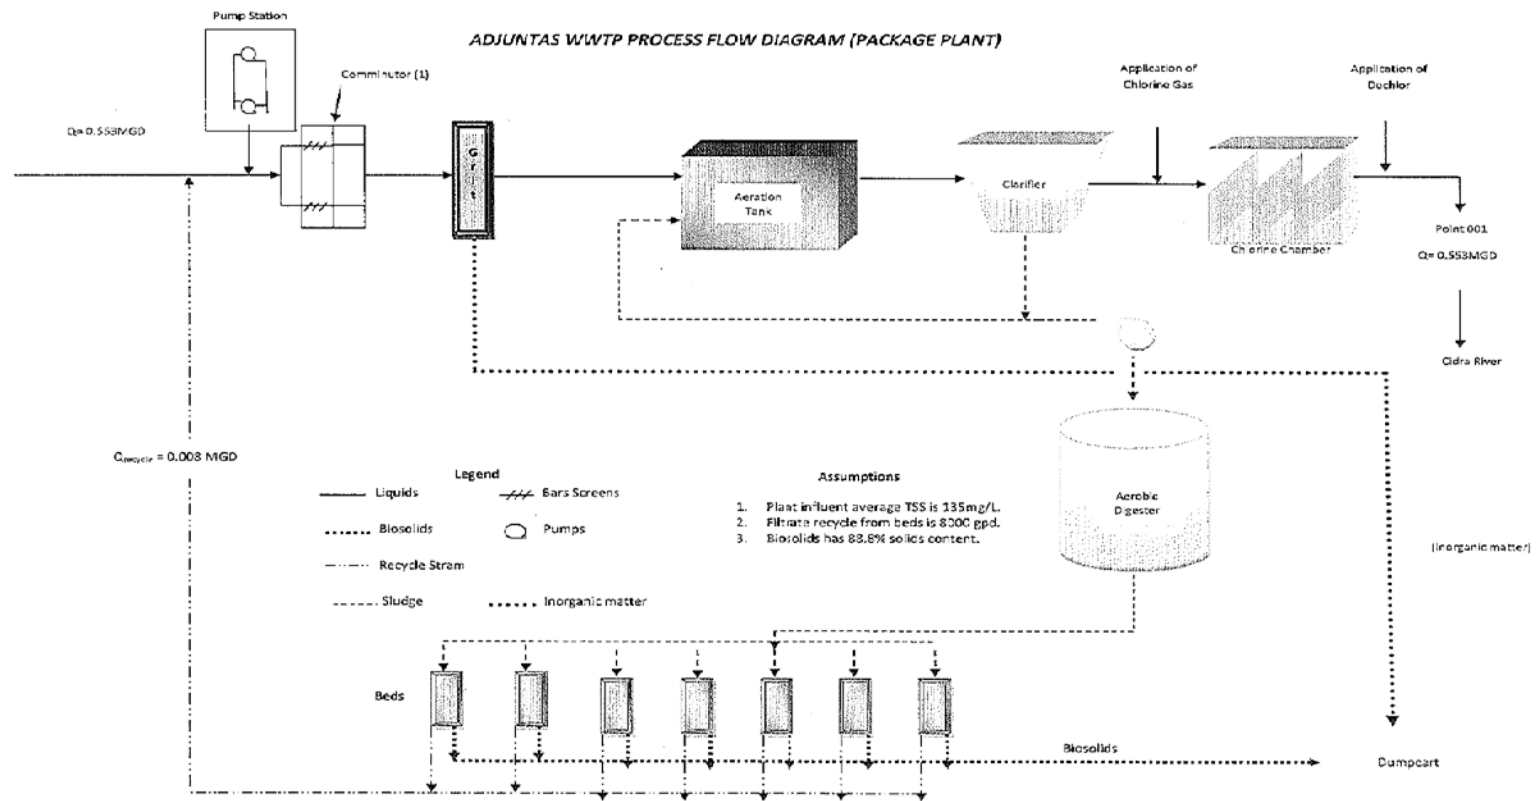 Pump Station
ADJUNTAS WWTP PROCESS FLOW DIAGRAM (PACKAGE PLANT)
Comminutor (1)
Application of
Chlorine Gas
Application of
Dechlor
Q= 0.553MGD
Grit
Aeration
Tank
Clarifier
Chlorine Chamber
Point 001
Q= 0.553MGD
Cidra River
Qrecycle = 0.008 MGD
Legend
Liquids
Bars Screens
Biosolids
Pumps
Recycle Stram
Sludge
Inorganic matter
Assumptions
1. Plant influent average TSS is 135mg/L.
2. Filtrate recycle from beds is 8000 gpd.
3. Biosolids has 88.8% solids content.
Aerobic
Digester
(Inorganic matter)
Beds
Biosolids
Dumpcart